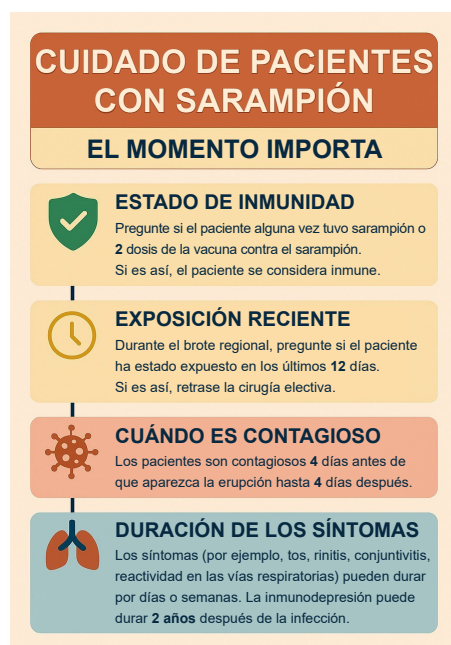 CUIDADO DE PACIENTES
CON SARAMPIÓN
EL MOMENTO IMPORTA
ESTADO DE INMUNIDAD
Pregunte si el paciente alguna vez tuvo sarampión o
2 dosis de la vacuna contra el sarampión.
Si es así, el paciente se considera inmune.
EXPOSICIÓN RECIENTE
Durante el brote regional, pregunte si el paciente
ha estado expuesto en los últimos 12 días.
Si es así, retrase la cirugía electiva.
CUÁNDO ES CONTAGIOSO
Los pacientes son contagiosos 4 días antes de
que aparezca la erupción hasta 4 días después.
DURACIÓN DE LOS SÍNTOMAS
Los síntomas (por ejemplo, tos, rinitis, conjuntivitis,
reactividad en las vías respiratorias) pueden durar
por días o semanas. La inmunodepresión puede
durar 2 años después de la infección.